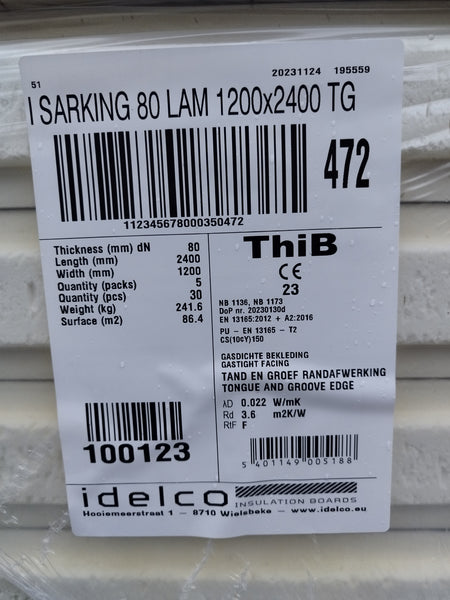 51
20231124 195559
I SARKING 80 LAM 1200x2400 TG
472
112345678000350472
Thickness (mm) dN 80
Length (mm) 2400
Width (mm) 1200
Quantity (packs) 5
Quantity (pcs) 30
Weight (kg) 241.6
Surface (m2) 86.4
ThiB
CE
23
NB 1136, NB 1173
DoP nr. 20230130d
EN 13165:2012 + A2:2016
PU - EN 13165 - T2
CS(10\Y)150
GASDICHTE BEKLEDING
GASTIGHT FACING
TAND EN GROEF RANDAFWERKING
TONGUE AND GROOVE EDGE
λD 0.022 W/mK
Rd 3.6 m2K/W
RtF F
100123
5 401149 005188
idelco
INSULATION BOARDS
Hooiemeerstraat 1 - 8710 Wielsbeke - www.idelco.eu